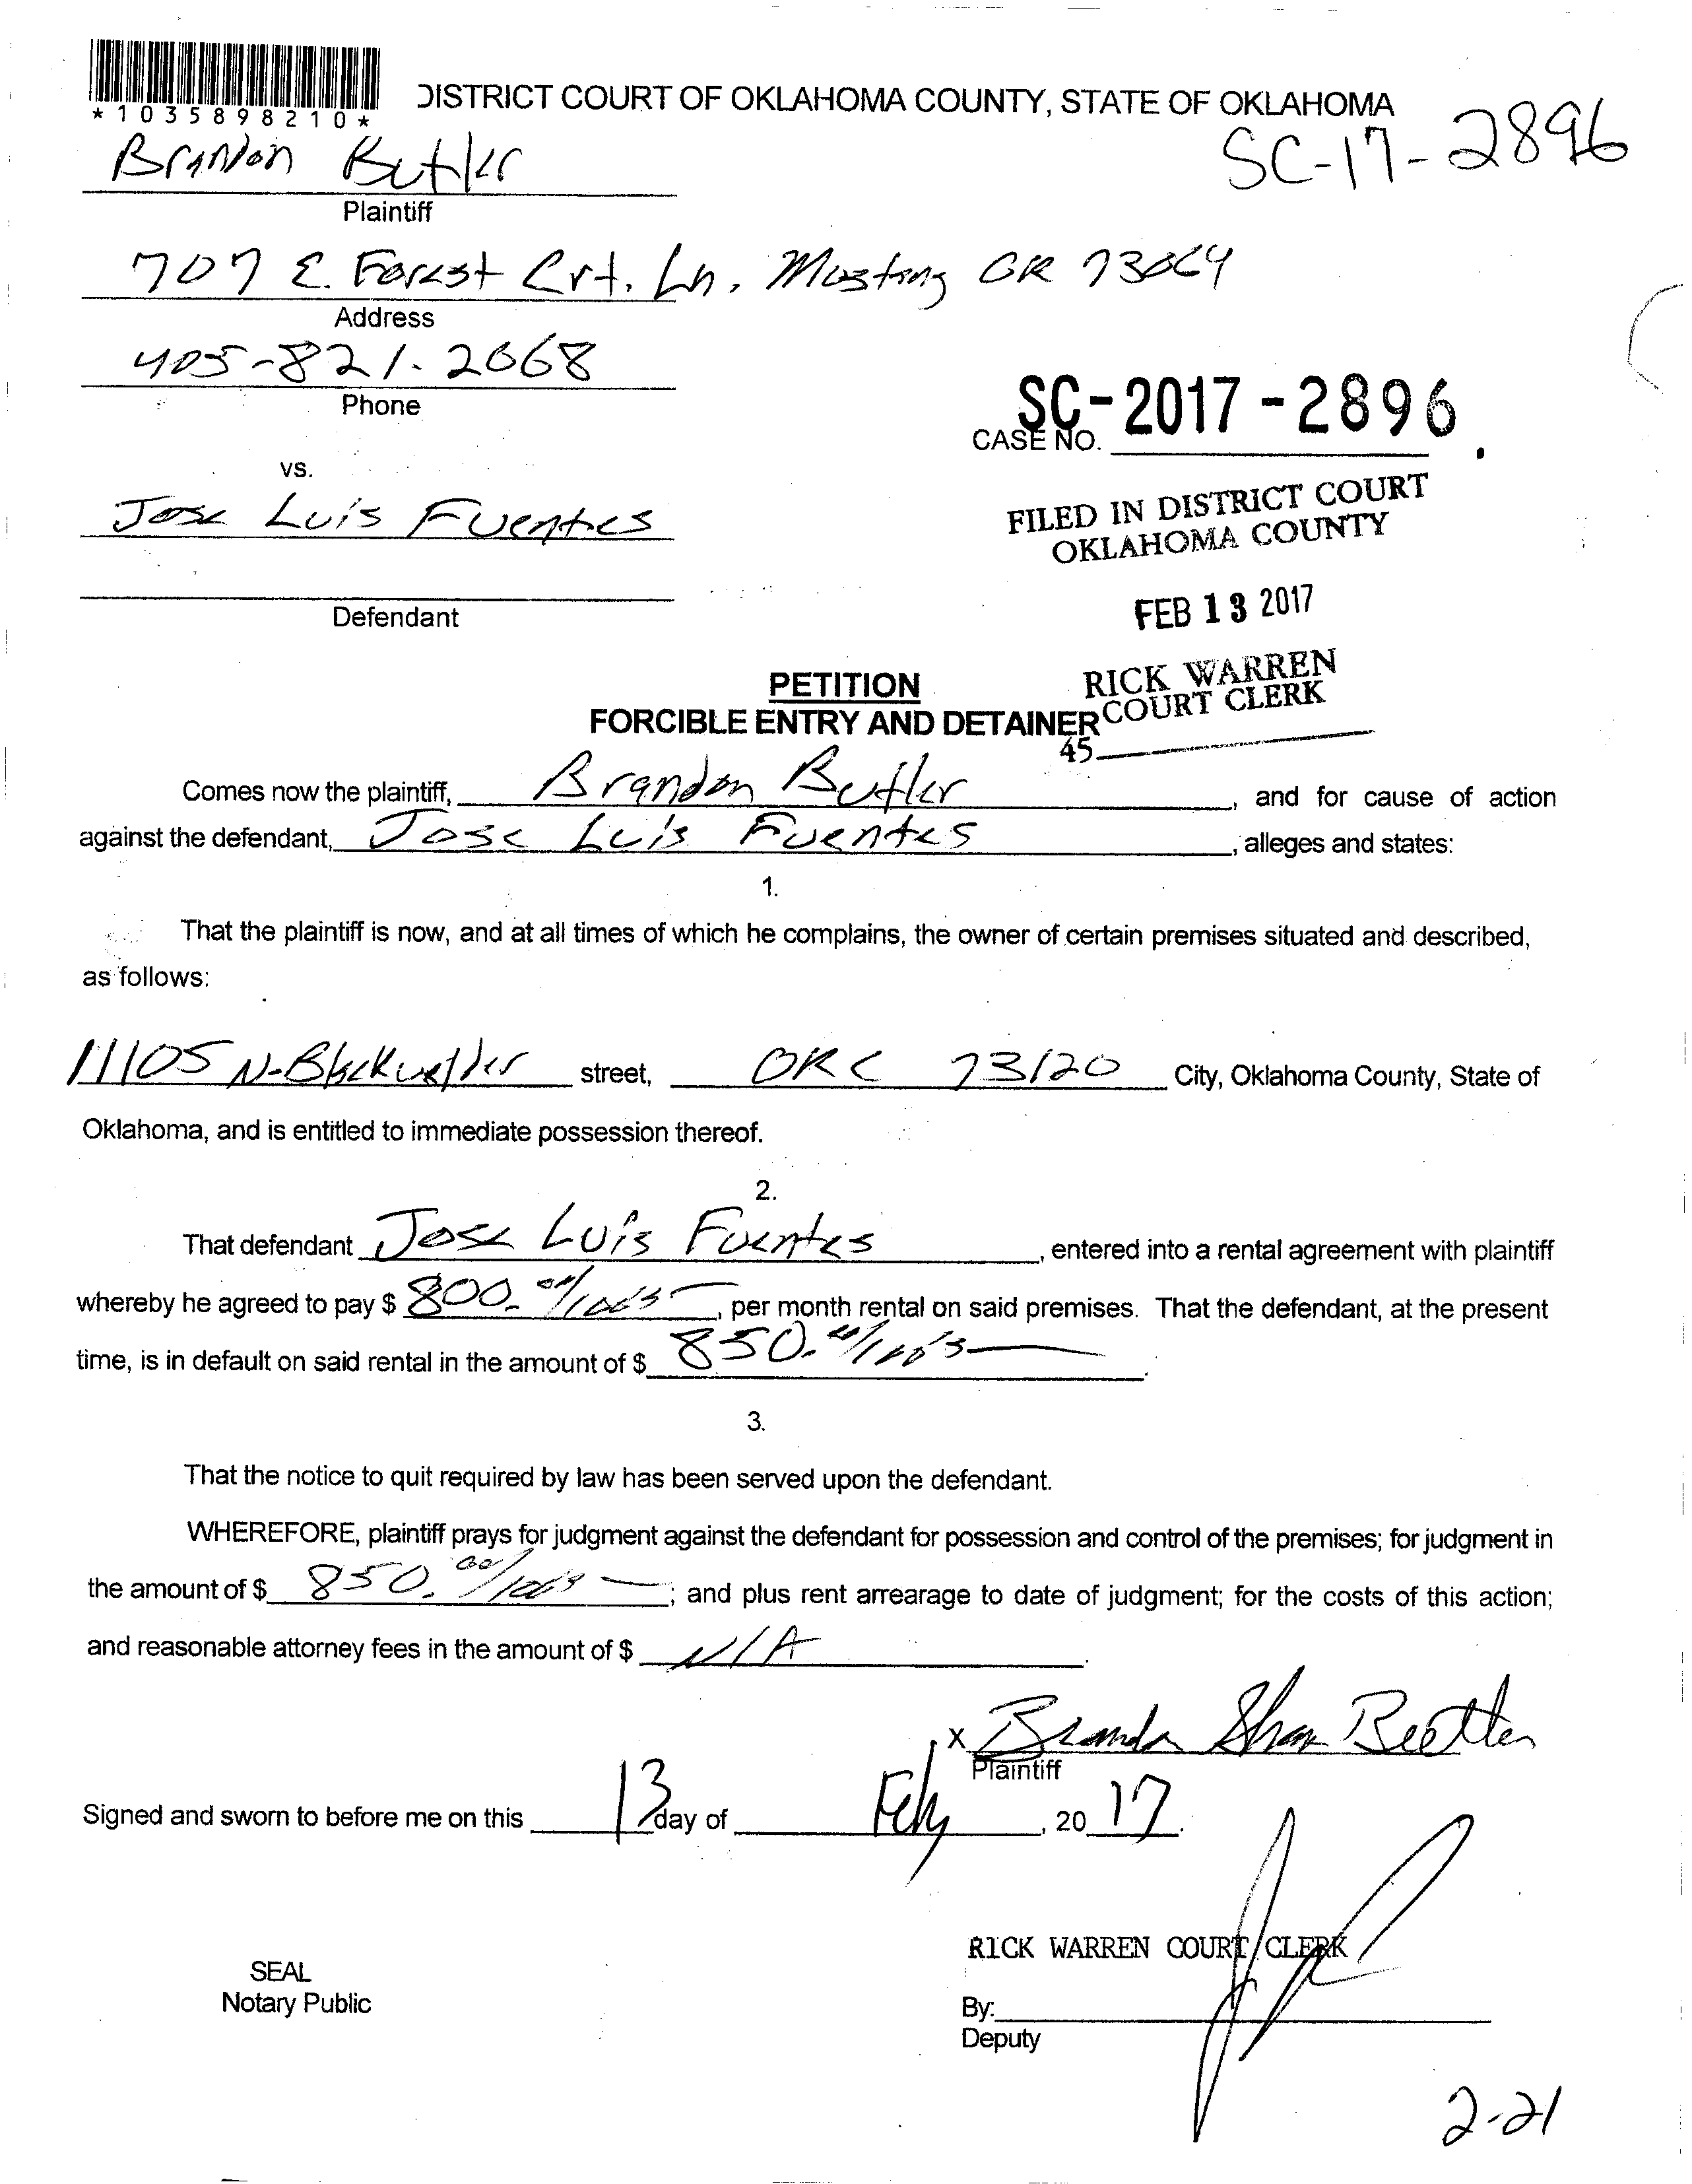 *1035898210*
DISTRICT COURT OF OKLAHOMA COUNTY, STATE OF OKLAHOMA
SC-17-2896
Brandon Butler
Plaintiff
707 E. Forest Crt. Ln, Mustang OK 73064
Address
405-821-2668
Phone
SC-2017-2896
CASE NO.
vs.
Jose Luis Fuentes
FILED IN DISTRICT COURT
OKLAHOMA COUNTY
Defendant
FEB 13 2017
RICK WARREN
COURT CLERK
45
PETITION
FORCIBLE ENTRY AND DETAINER
Comes now the plaintiff, Brandon Butler, and for cause of action
against the defendant, Jose Luis Fuentes, alleges and states:
1.
That the plaintiff is now, and at all times of which he complains, the owner of certain premises situated and described,
as follows:
11105 N. Blackwelder street, OKC 73120 City, Oklahoma County, State of
Oklahoma, and is entitled to immediate possession thereof.
2.
That defendant Jose Luis Fuentes, entered into a rental agreement with plaintiff
whereby he agreed to pay $ 800. 00/100's, per month rental on said premises. That the defendant, at the present
time, is in default on said rental in the amount of $ 850. 00/100's.
3.
That the notice to quit required by law has been served upon the defendant.
WHEREFORE, plaintiff prays for judgment against the defendant for possession and control of the premises; for judgment in
the amount of $ 850. 00/100's; and plus rent arrearage to date of judgment; for the costs of this action;
and reasonable attorney fees in the amount of $ N/A.
x Brandon Shan Butler
Plaintiff
Signed and sworn to before me on this 13 day of Feby, 2017.
RICK WARREN COURT CLERK
SEAL
Notary Public
By:
Deputy
2-21